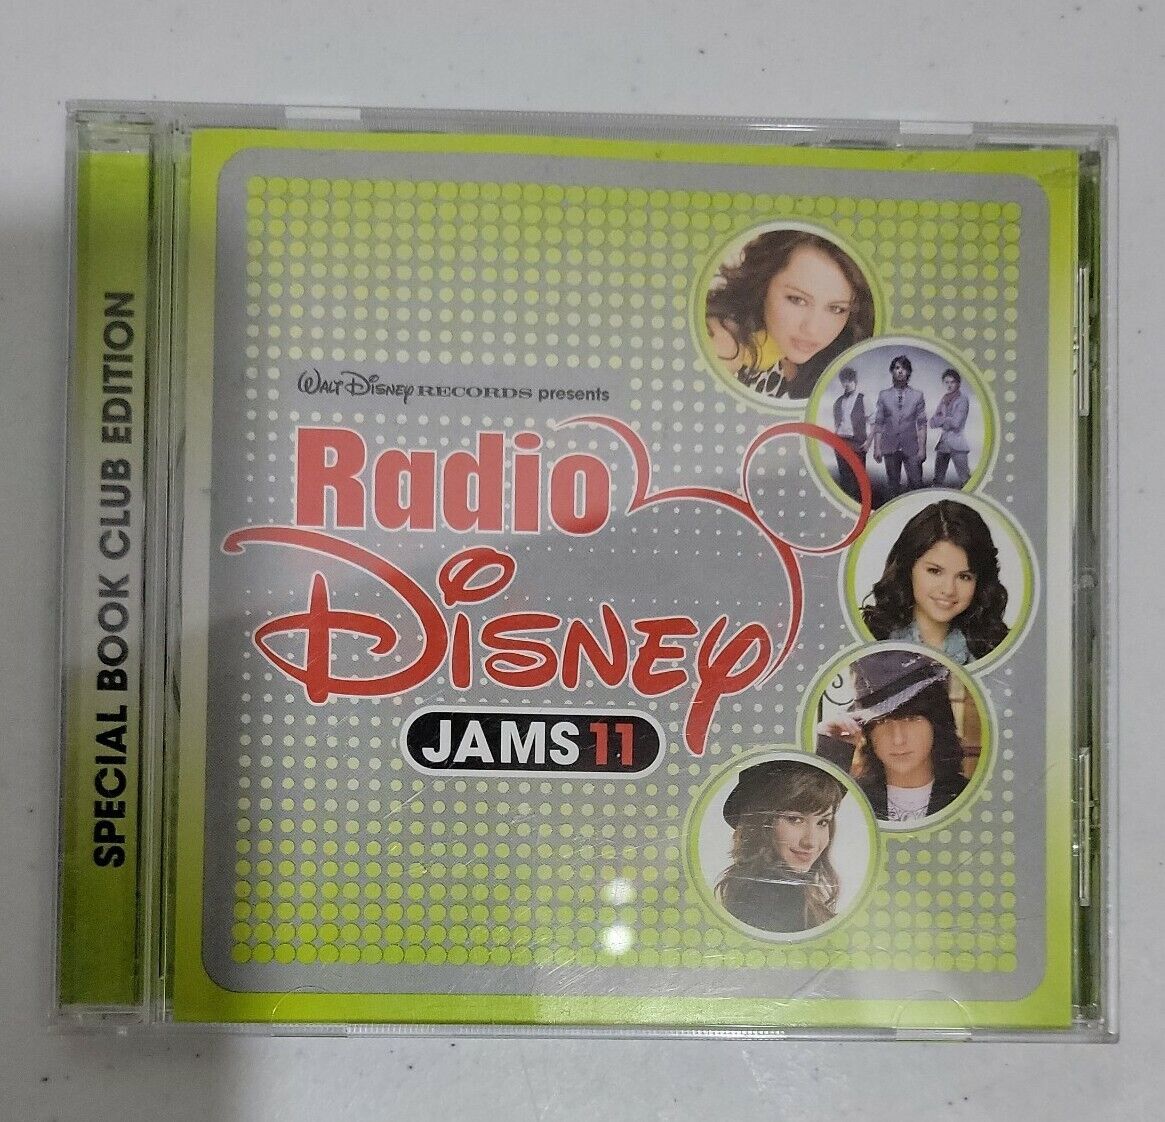 SPECIAL BOOK CLUB EDITION
WALT DISNEY RECORDS presents
Radio
DISNEY
JAMS 11